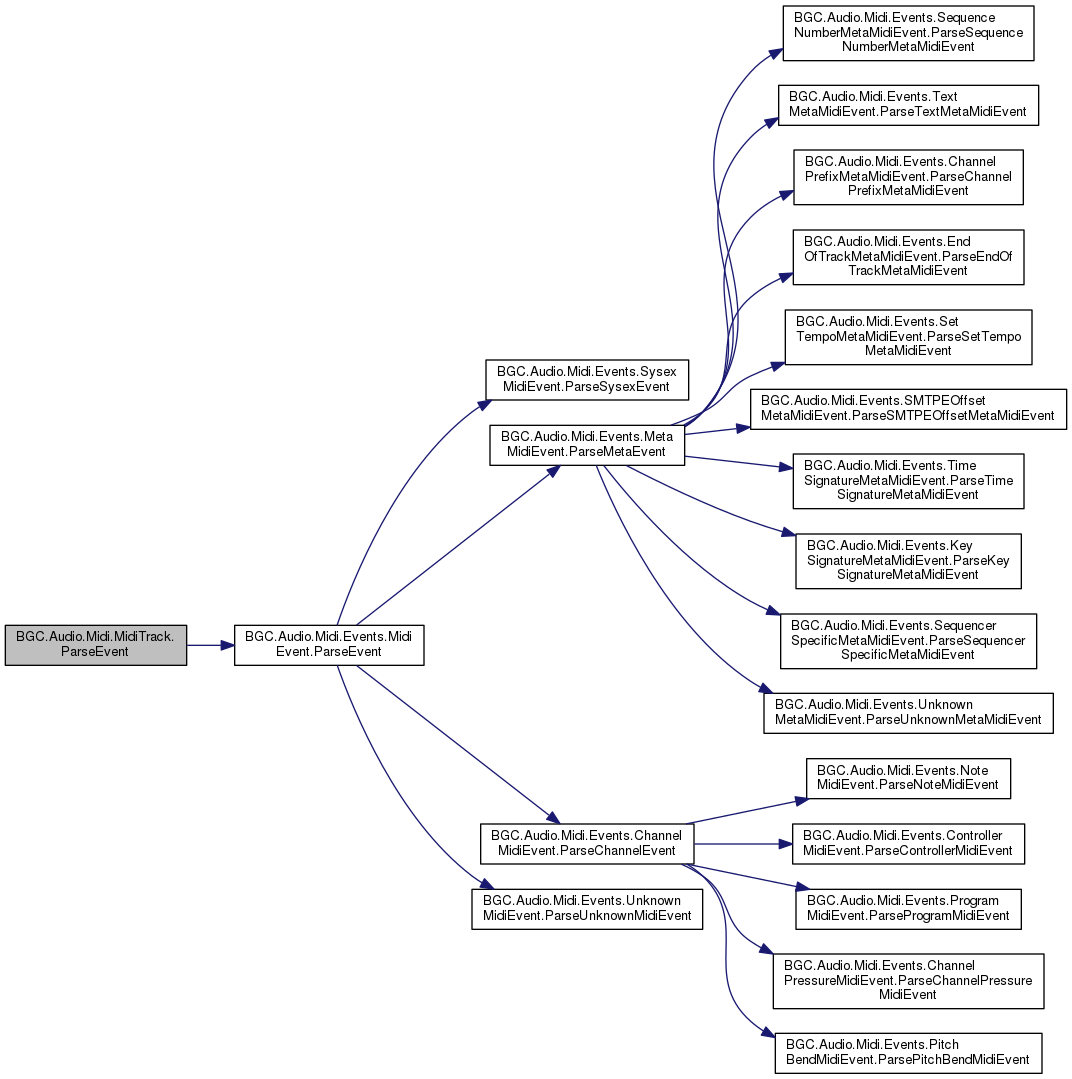 BGC.Audio.Midi.Events.Sequence
NumberMetaMidiEvent.ParseSequence
NumberMetaMidiEvent
BGC.Audio.Midi.Events.Text
MetaMidiEvent.ParseTextMetaMidiEvent
BGC.Audio.Midi.Events.Channel
PrefixMetaMidiEvent.ParseChannel
PrefixMetaMidiEvent
BGC.Audio.Midi.Events.End
OfTrackMetaMidiEvent.ParseEndOf
TrackMetaMidiEvent
BGC.Audio.Midi.Events.Set
TempoMetaMidiEvent.ParseSetTempo
MetaMidiEvent
BGC.Audio.Midi.Events.Sysex
MidiEvent.ParseSysexEvent
BGC.Audio.Midi.Events.SMTPEOffset
MetaMidiEvent.ParseSMTPEOffsetMetaMidiEvent
BGC.Audio.Midi.Events.Meta
MidiEvent.ParseMetaEvent
BGC.Audio.Midi.Events.Time
SignatureMetaMidiEvent.ParseTime
SignatureMetaMidiEvent
BGC.Audio.Midi.Events.Key
SignatureMetaMidiEvent.ParseKey
SignatureMetaMidiEvent
BGC.Audio.Midi.MidiTrack.
ParseEvent
BGC.Audio.Midi.Events.Midi
Event.ParseEvent
BGC.Audio.Midi.Events.Sequencer
SpecificMetaMidiEvent.ParseSequencer
SpecificMetaMidiEvent
BGC.Audio.Midi.Events.Unknown
MetaMidiEvent.ParseUnknownMetaMidiEvent
BGC.Audio.Midi.Events.Note
MidiEvent.ParseNoteMidiEvent
BGC.Audio.Midi.Events.Channel
MidiEvent.ParseChannelEvent
BGC.Audio.Midi.Events.Controller
MidiEvent.ParseControllerMidiEvent
BGC.Audio.Midi.Events.Unknown
MidiEvent.ParseUnknownMidiEvent
BGC.Audio.Midi.Events.Program
MidiEvent.ParseProgramMidiEvent
BGC.Audio.Midi.Events.Channel
PressureMidiEvent.ParseChannelPressure
MidiEvent
BGC.Audio.Midi.Events.Pitch
BendMidiEvent.ParsePitchBendMidiEvent